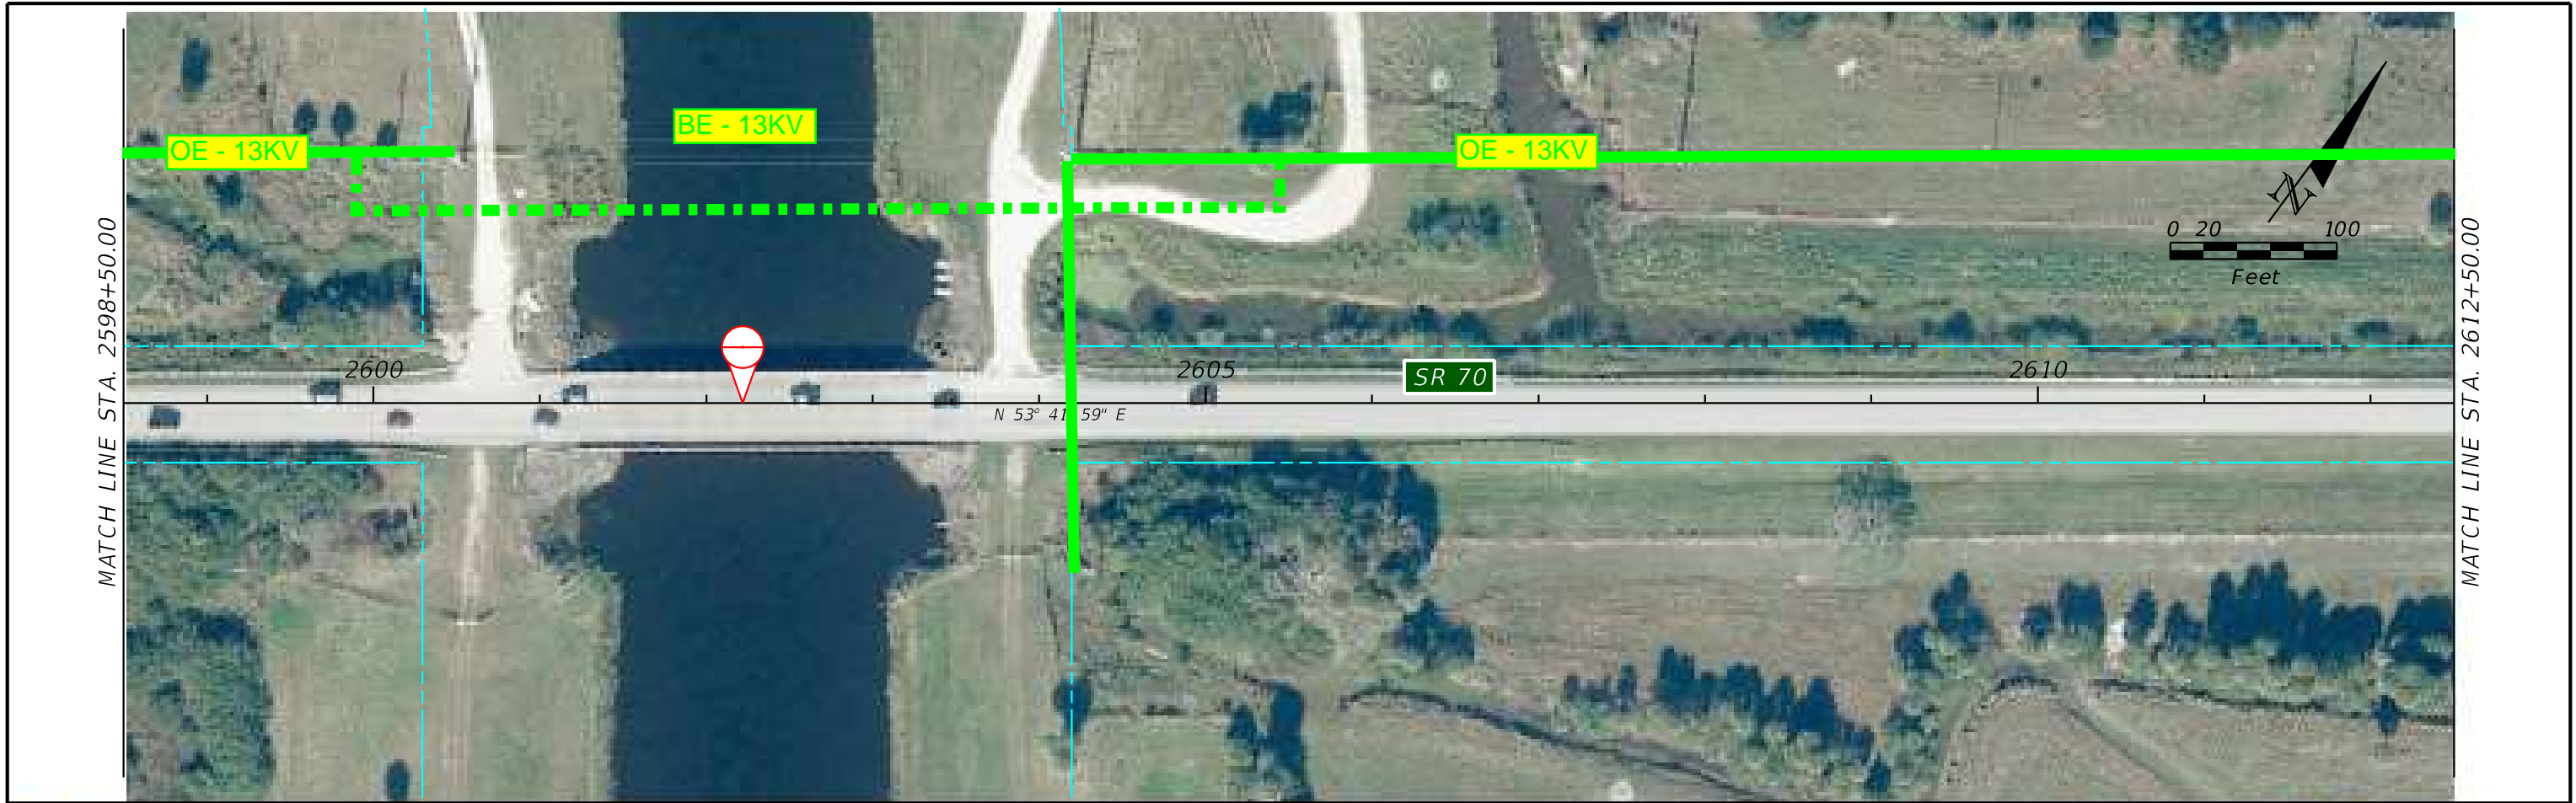 BE - 13KV
OE - 13KV
OE - 13KV
N
0 20 100
Feet
MATCH LINE STA. 2598+50.00
MATCH LINE STA. 2612+50.00
2600
2605
SR 70
2610
N 53° 41' 59" E